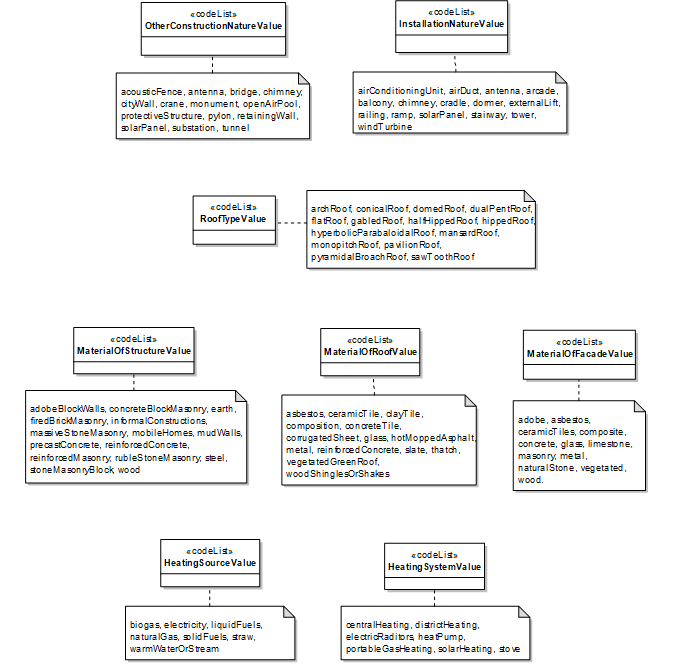 «codeList»
OtherConstructionNatureValue
acousticFence, antenna, bridge, chimney,
cityWall, crane, monument, openAirPool,
protectiveStructure, pylon, retainingWall,
solarPanel, substation, tunnel
«codeList»
InstallationNatureValue
airConditioningUnit, airDuct, antenna, arcade,
balcony, chimney, cradle, dormer, externalLift,
railing, ramp, solarPanel, stairway, tower,
windTurbine
«codeList»
RoofTypeValue
archRoof, conicalRoof, domedRoof, dualPentRoof,
flatRoof, gabledRoof, halfHippedRoof, hippedRoof,
hyperbolicParabaloidalRoof, mansardRoof,
monopitchRoof, pavilionRoof,
pyramidalBroachRoof, sawToothRoof
«codeList»
MaterialOfStructureValue
adobeBlockWalls, concreteBlockMasonry, earth,
firedBrickMasonry, informalConstructions,
massiveStoneMasonry, mobileHomes, mudWalls,
precastConcrete, reinforcedConcrete,
reinforcedMasonry, rubleStoneMasonry, steel,
stoneMasonryBlock, wood
«codeList»
MaterialOfRoofValue
asbestos, ceramicTile, clayTile,
composition, concreteTile,
corrugatedSheet, glass, hotMoppedAsphalt,
metal, reinforcedConcrete, slate, thatch,
vegetatedGreenRoof,
woodShinglesOrShakes
«codeList»
MaterialOfFacadeValue
adobe, asbestos,
ceramicTiles, composite,
concrete, glass, limestone,
masonry, metal,
naturalStone, vegetated,
wood.
«codeList»
HeatingSourceValue
biogas, electricity, liquidFuels,
naturalGas, solidFuels, straw,
warmWaterOrStream
«codeList»
HeatingSystemValue
centralHeating, districtHeating,
electricRaditors, heatPump,
portableGasHeating, solarHeating, stove